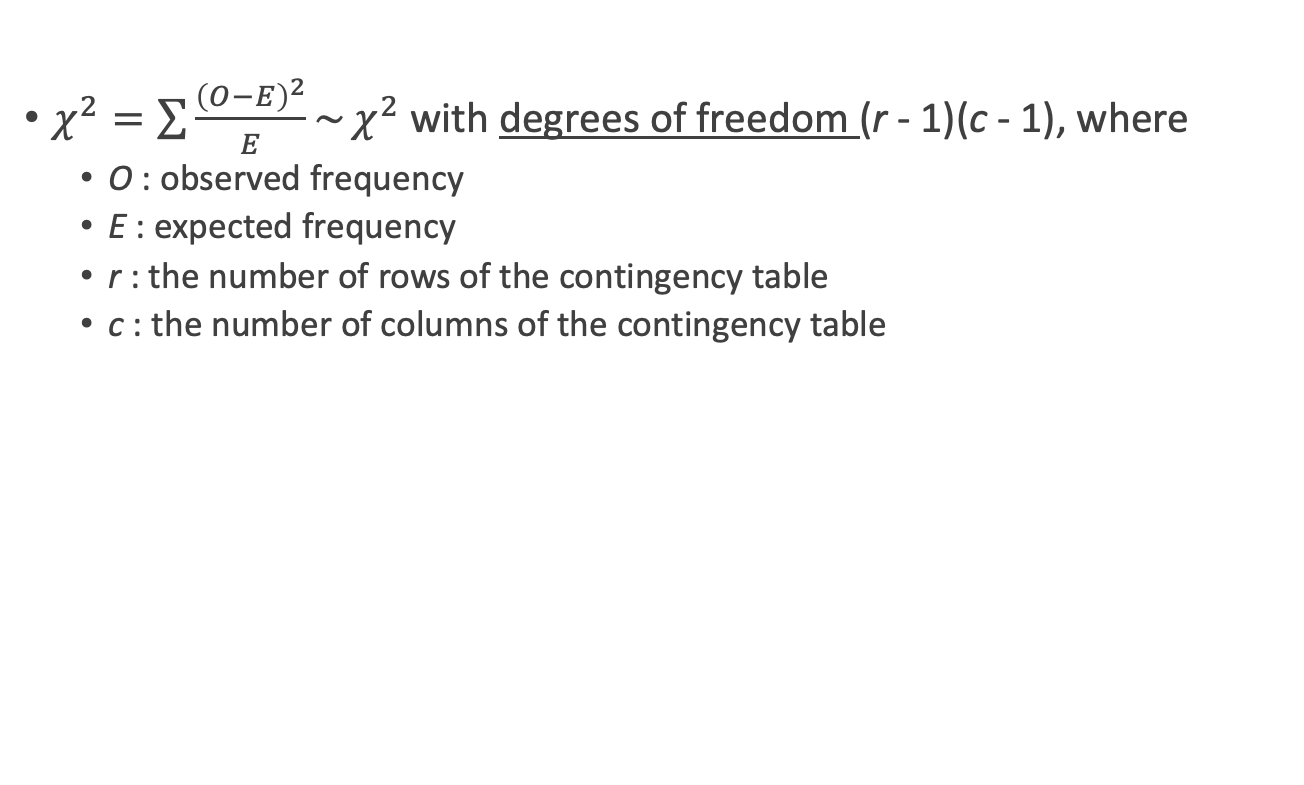 • χ² = ∑ (O−E)²/E ~ χ² with degrees of freedom (r - 1)(c - 1), where
• O : observed frequency
• E : expected frequency
• r : the number of rows of the contingency table
• c : the number of columns of the contingency table